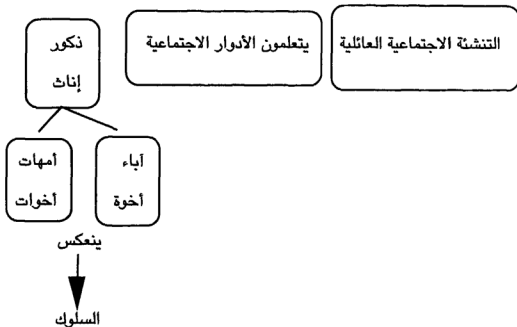 التنشئة الاجتماعية العائلية
يتعلمون الأدوار الاجتماعية
ذكور
إناث
آباء
أخوة
أمهات
أخوات
ينعكس
السلوك